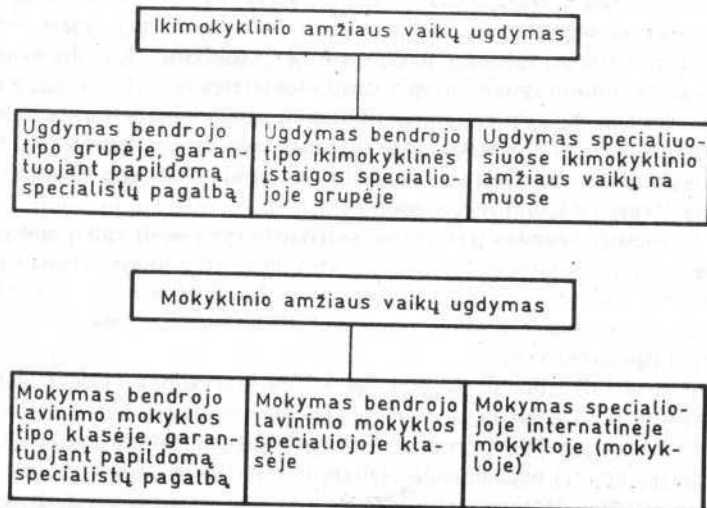 Ikimokyklinio amžiaus vaikų ugdymas
Ugdymas bendrojo
tipo grupėje, garan-
tuojant papildomą
specialistų pagalbą
Ugdymas bendrojo
tipo ikimokyklinės
įstaigos specialio-
joje grupėje
Ugdymas specialiuo-
siuose ikimokyklinio
amžiaus vaikų na
muose
Mokyklinio amžiaus vaikų ugdymas
Mokymas bendrojo
lavinimo mokyklos
tipo klasėje, garan-
tuojant papildomą
specialistų pagalbą
Mokymas bendrojo
lavinimo mokyklos
specialiojoje kla-
sėje
Mokymas specialio-
joje internatinėje
mokykloje (mokyk-
loje)